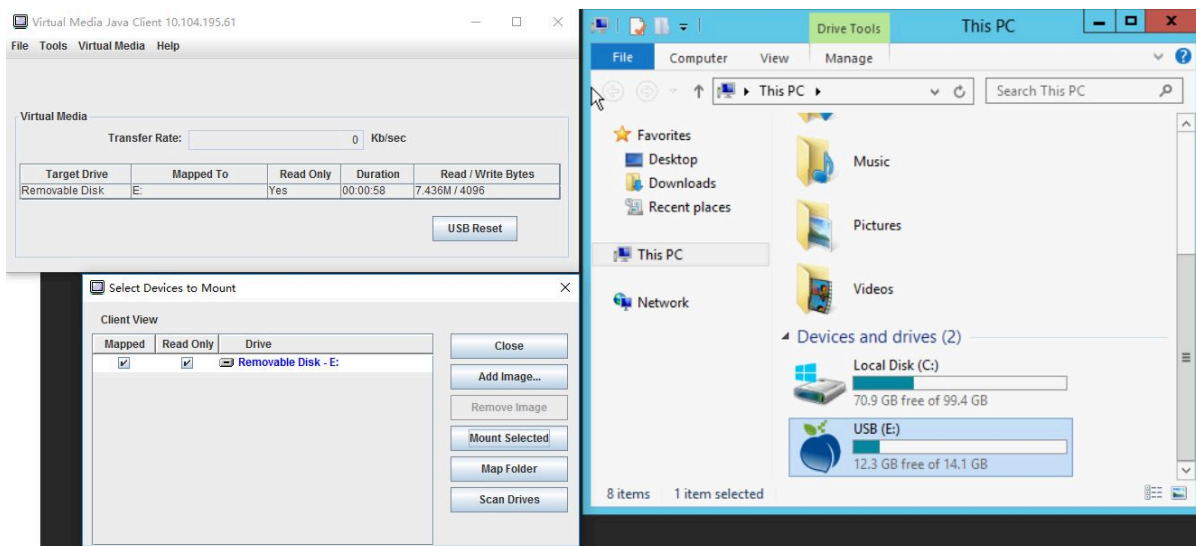 Virtual Media Java Client 10.104.195.61
File Tools Virtual Media Help
Virtual Media
Transfer Rate: 0 Kb/sec
Target Drive Mapped To Read Only Duration Read / Write Bytes
Removable Disk E: Yes 00:00:58 7.436M / 4096
USB Reset
Select Devices to Mount
Client View
Mapped Read Only Drive
Removable Disk - E:
Close
Add Image...
Remove Image
Mount Selected
Map Folder
Scan Drives
Drive Tools This PC
File Computer View Manage
This PC Search This PC
Favorites
Desktop
Downloads
Recent places
This PC
Network
Music
Pictures
Videos
Devices and drives (2)
Local Disk (C:)
70.9 GB free of 99.4 GB
USB (E:)
12.3 GB free of 14.1 GB
8 items 1 item selected